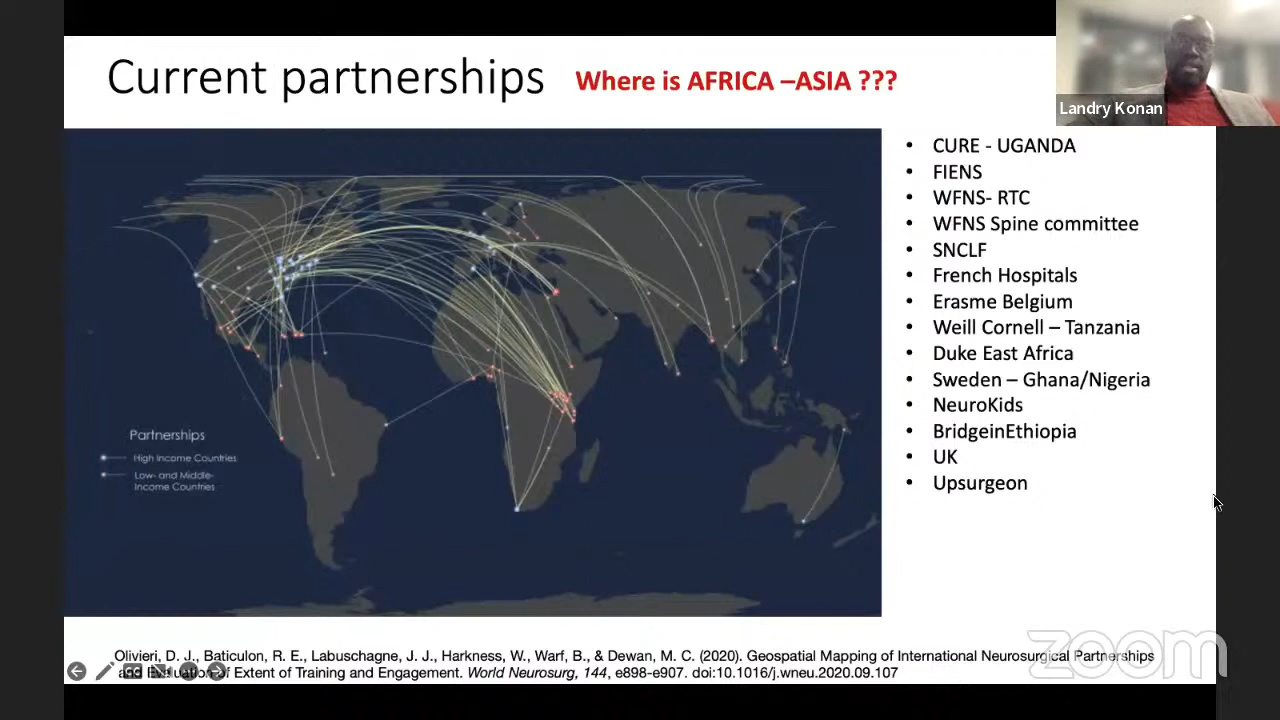 Current partnerships
Where is AFRICA –ASIA ???
Landry Konan
• CURE - UGANDA
• FIENS
• WFNS- RTC
• WFNS Spine committee
• SNCLF
• French Hospitals
• Erasme Belgium
• Weill Cornell – Tanzania
• Duke East Africa
• Sweden – Ghana/Nigeria
• NeuroKids
• BridgeinEthiopia
• UK
• Upsurgeon
Partnerships
High Income Countries
Low- and Middle-
Income Countries
Olivieri, D. J., Baticulon, R. E., Labuschagne, J. J., Harkness, W., Warf, B., & Dewan, M. C. (2020). Geospatial Mapping of International Neurosurgical Partnerships
and Evaluation of Extent of Training and Engagement. World Neurosurg, 144, e898-e907. doi:10.1016/j.wneu.2020.09.107
zoom